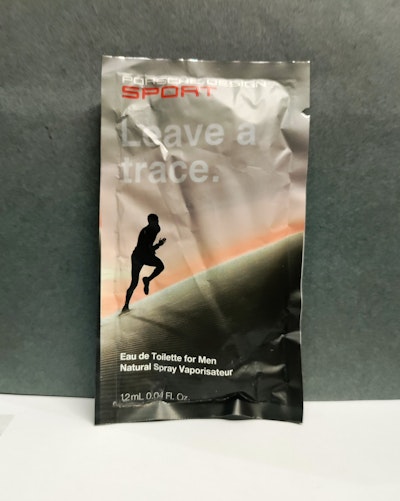 PORSCHE DESIGN
SPORT
Leave a
trace.
Eau de Toilette for Men
Natural Spray Vaporisateur
1.2 mL 0.04 Fl. Oz.